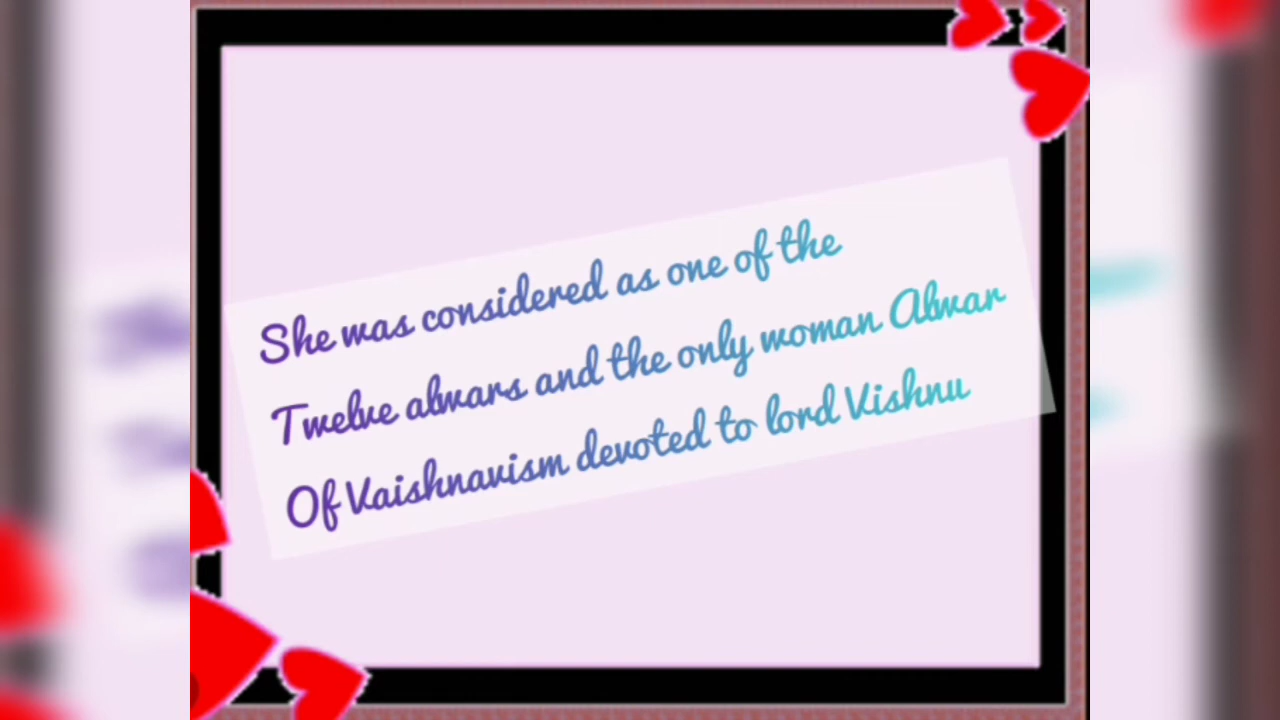 She was considered as one of the
Twelve alwars and the only woman Alwar
Of Vaishnavism devoted to lord Vishnu